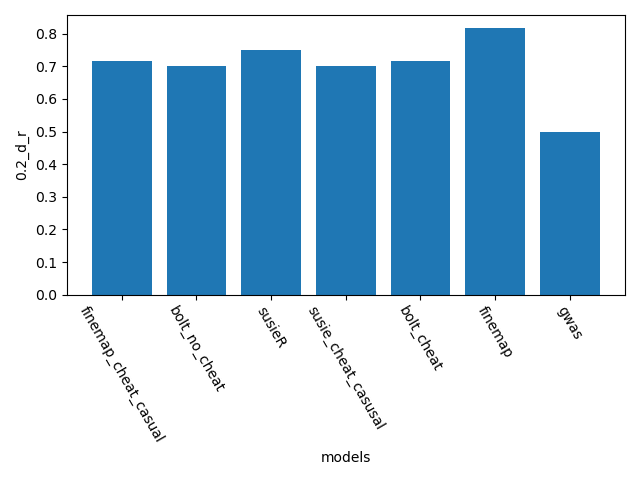 0.8
0.7
0.6
0.5
0.4
0.3
0.2
0.1
0.0
0.2_d_r
finemap_cheat_casual
bolt_no_cheat
susieR
susie_cheat_casusal
bolt_cheat
finemap
gwas
models